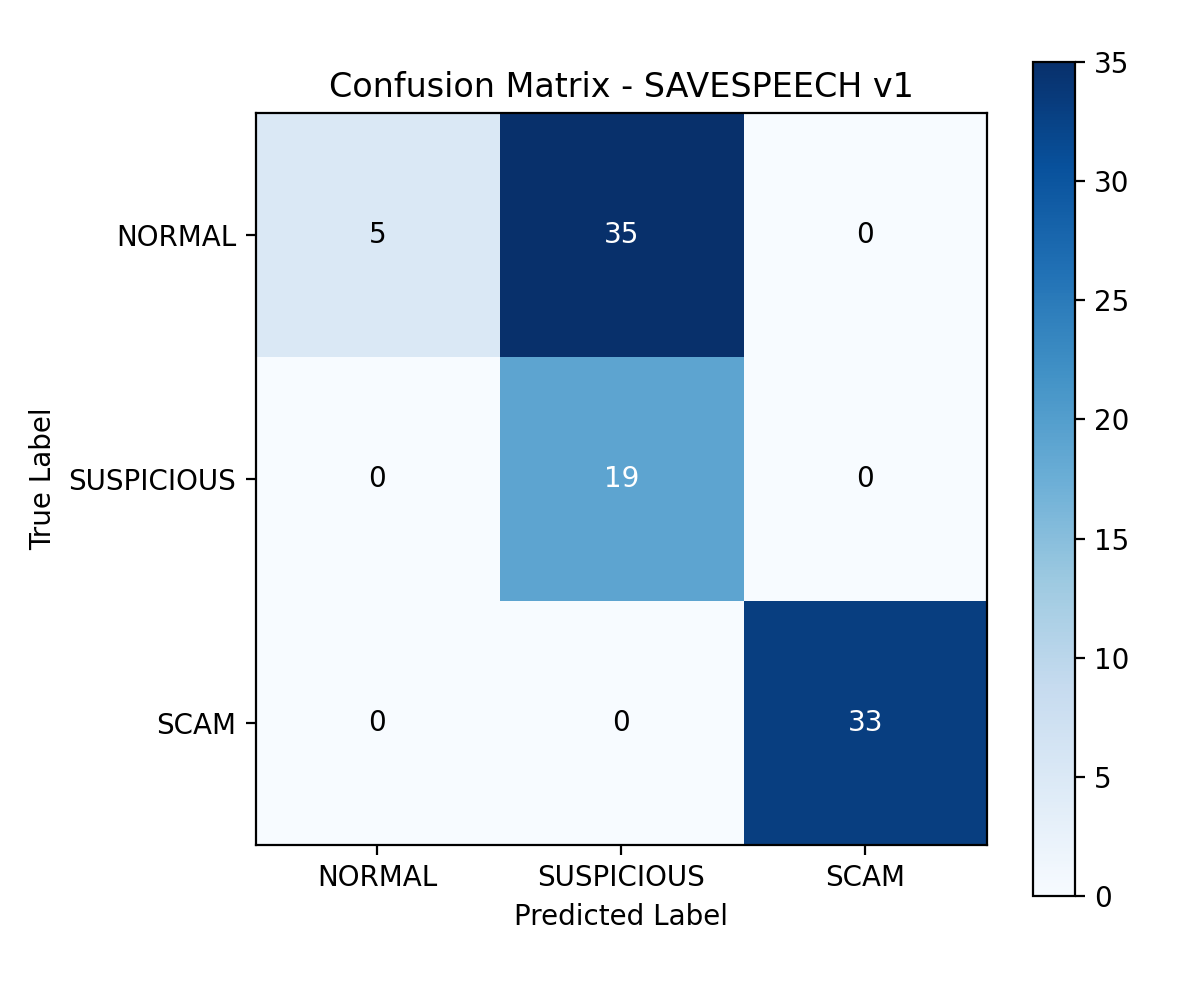 Confusion Matrix - SAVESPEECH v1
True Label
NORMAL
5
35
0
SUSPICIOUS
0
19
0
SCAM
0
0
33
NORMAL
SUSPICIOUS
SCAM
Predicted Label
35
30
25
20
15
10
5
0